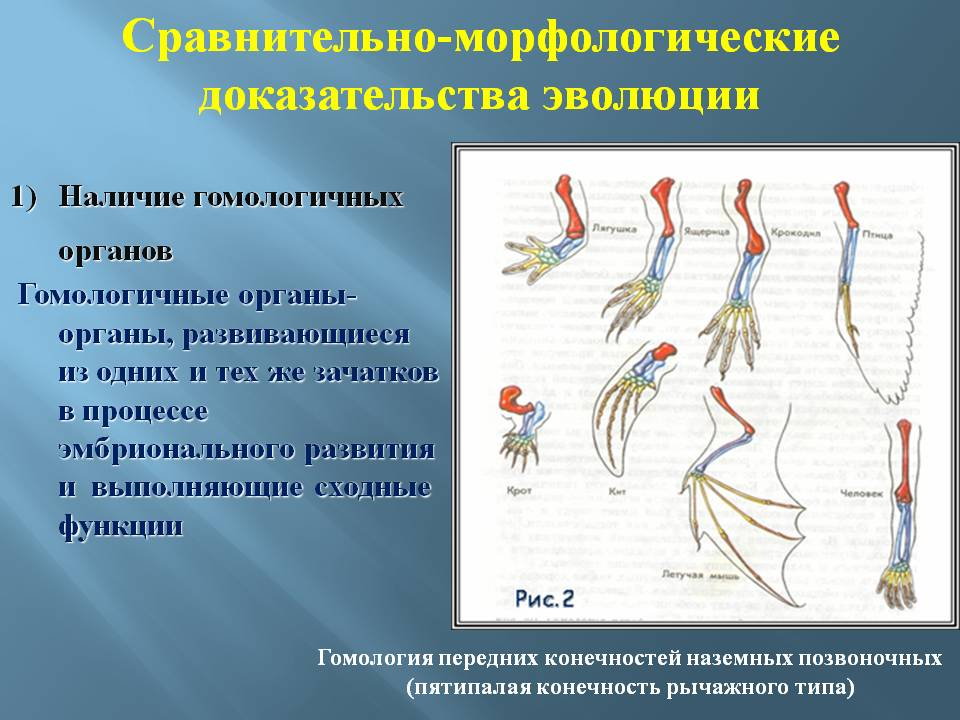 Сравнительно-морфологические
доказательства эволюции
1) Наличие гомологичных
органов
Гомологичные органы-
органы, развивающиеся
из одних и тех же зачатков
в процессе
эмбрионального развития
и выполняющие сходные
функции
Лягушка
Ящерица
Крокодил
Птица
Крот
Кит
Летучая мышь
Человек
Рис.2
Гомология передних конечностей наземных позвоночных
(пятипалая конечность рычажного типа)